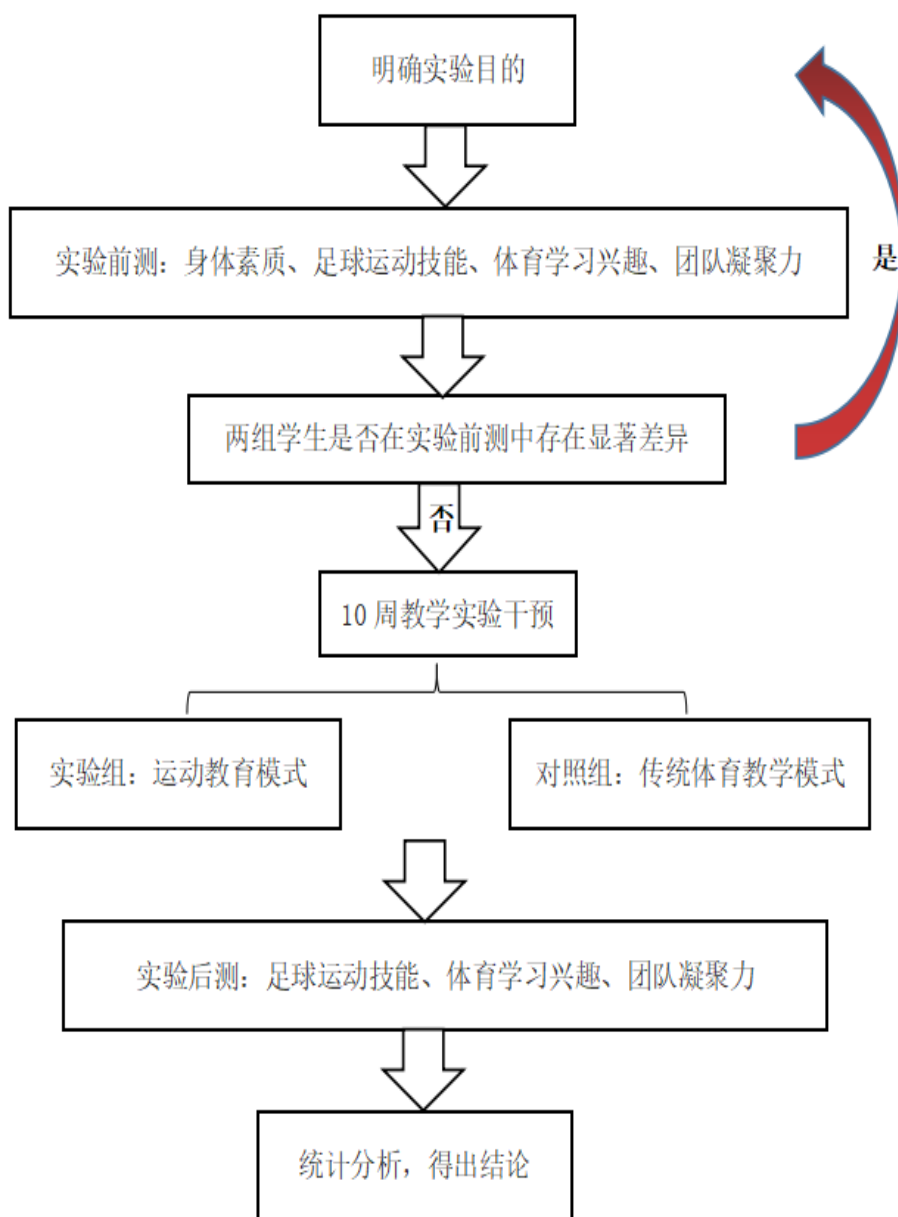 明确实验目的
实验前测：身体素质、足球运动技能、体育学习兴趣、团队凝聚力
是
两组学生是否在实验前测中存在显著差异
否
10 周教学实验干预
实验组：运动教育模式
对照组：传统体育教学模式
实验后测：足球运动技能、体育学习兴趣、团队凝聚力
统计分析，得出结论